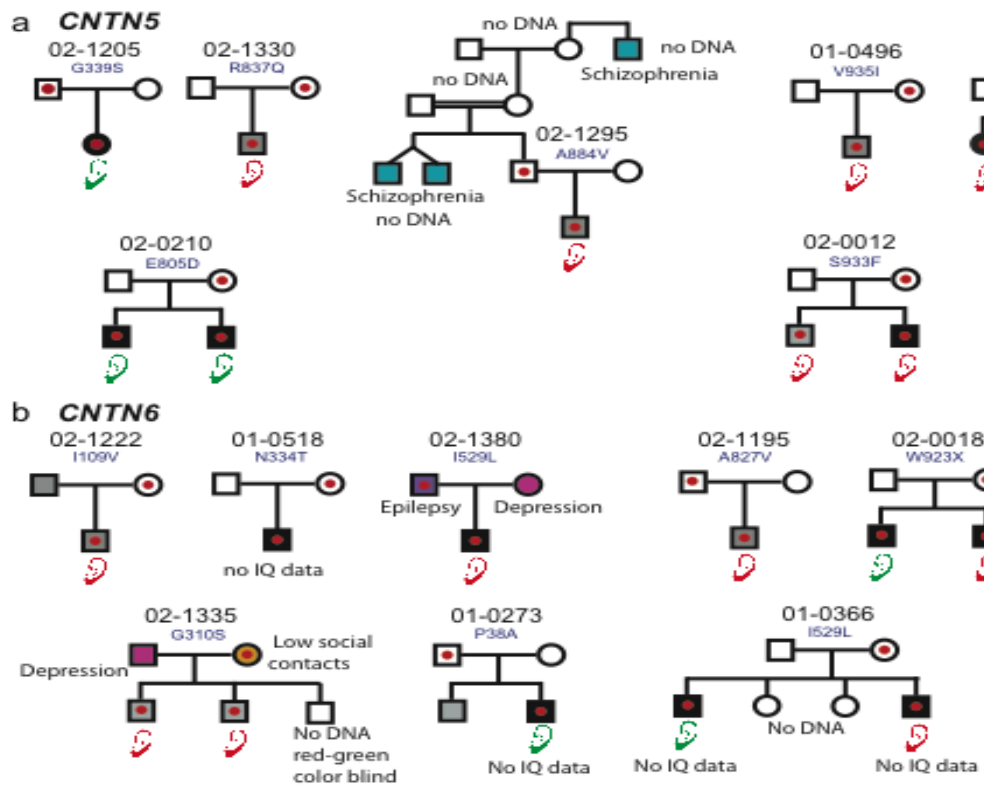 a CNTN5
02-1205
G339S
02-1330
R837Q
no DNA
no DNA
Schizophrenia
no DNA
02-1295
A884V
Schizophrenia
no DNA
01-0496
V935I
02-0210
E805D
02-0012
S933F
b CNTN6
02-1222
I109V
01-0518
N334T
no IQ data
02-1380
I529L
Epilepsy
Depression
02-1195
A827V
02-0018
W923X
02-1335
G310S
Depression
Low social
contacts
No DNA
red-green
color blind
01-0273
P38A
No IQ data
01-0366
I529L
No DNA
No IQ data
No IQ data